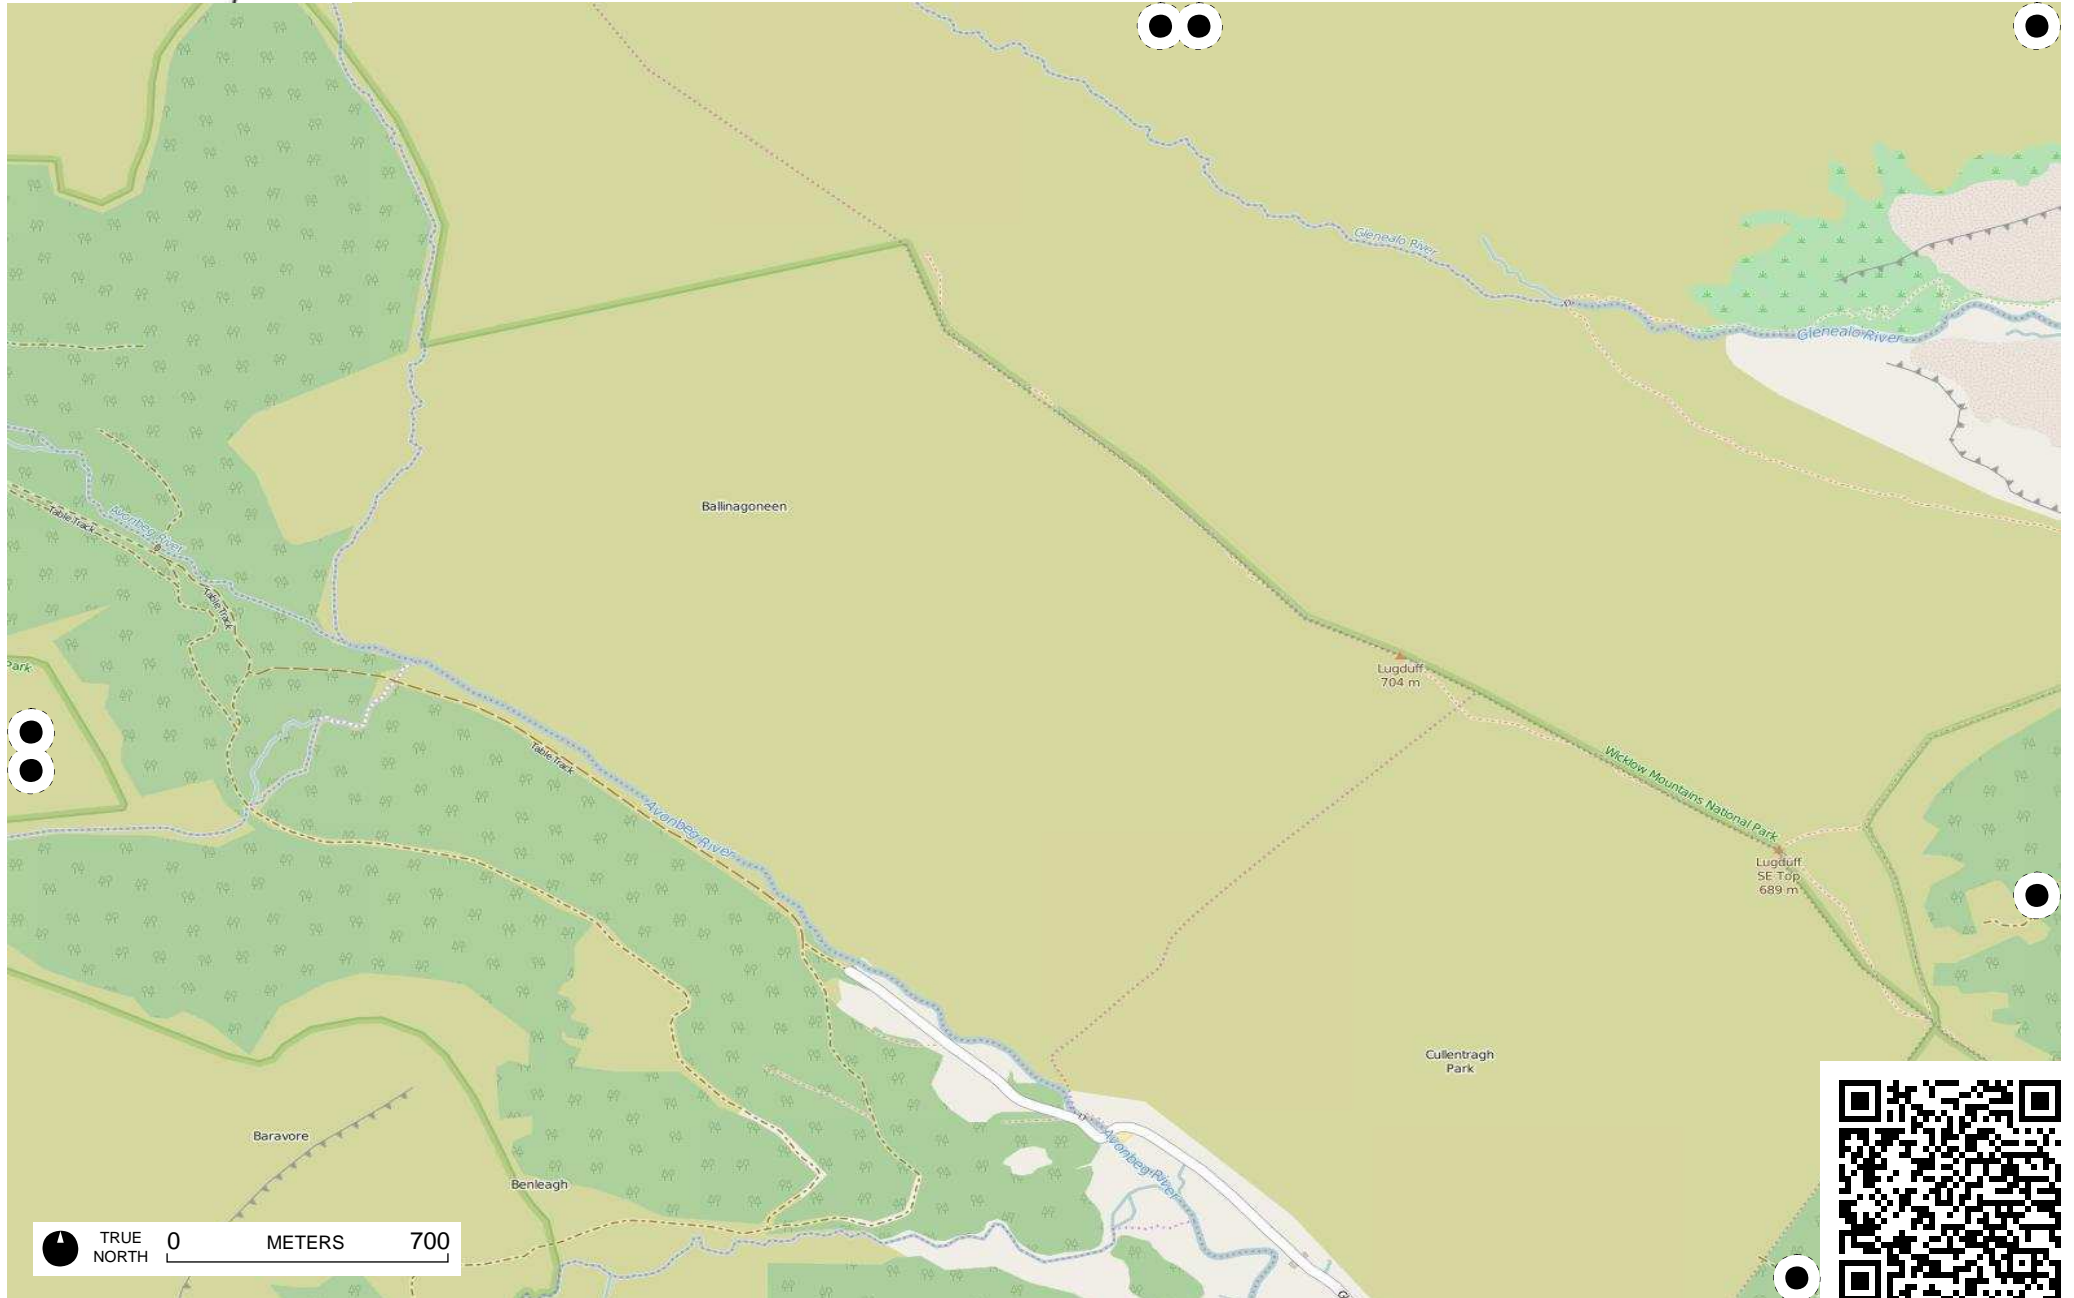 Glenealo River
Glenealo River
Ballinagoneen
Avonbeg River
Table Track
Table Track
Park
Lugduff
704 m
Wicklow Mountains National Park
Table Track
Avonbeg River
Lugduff
SE Top
689 m
Cullentragh
Park
Baravore
Avonbeg River
Benleagh
TRUE
NORTH
0
METERS
700